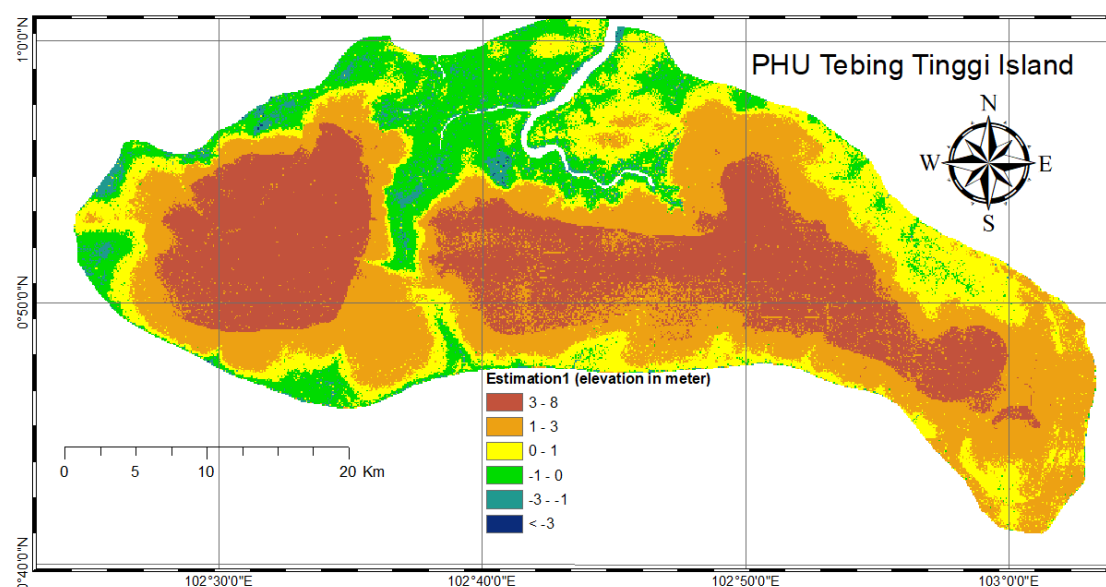 PHU Tebing Tinggi Island
N
W E
S
1°0'0"N
0°50'0"N
0°40'0"N
Estimation1 (elevation in meter)
3 - 8
1 - 3
0 - 1
-1 - 0
-3 - -1
< -3
0 5 10 20 Km
102°30'0"E 102°40'0"E 102°50'0"E 103°0'0"E